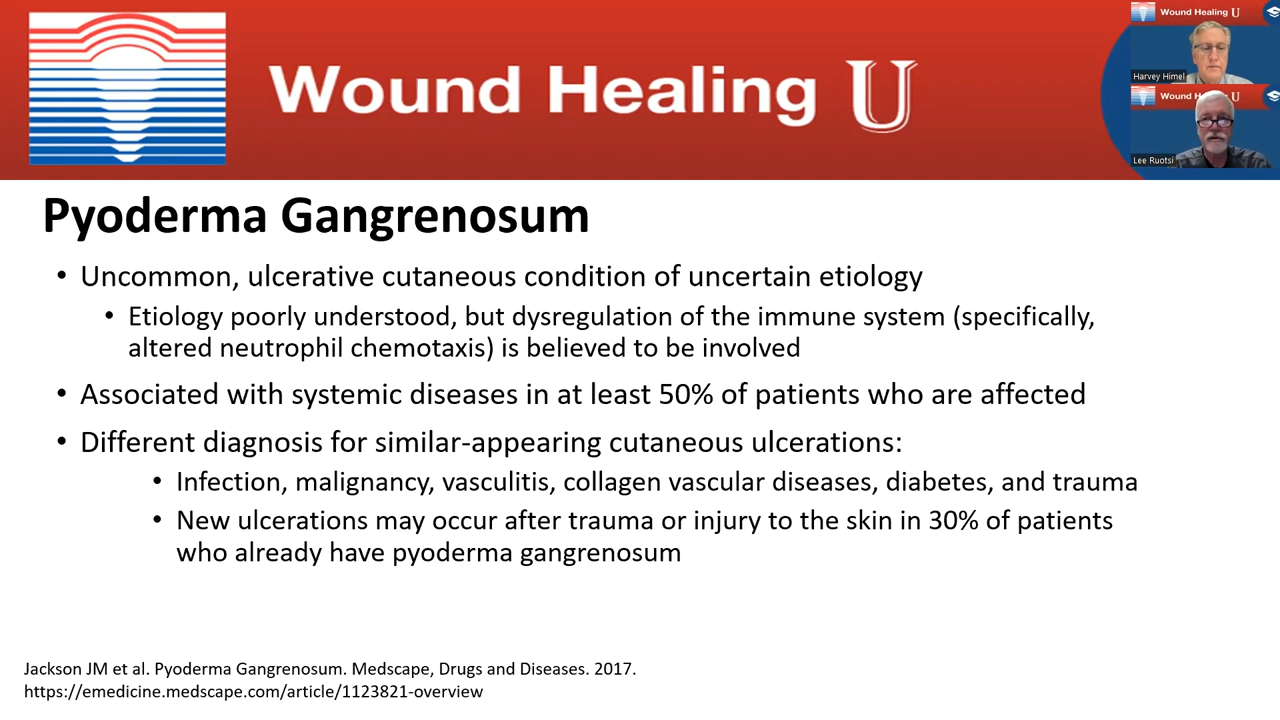 Wound Healing U
Wound Healing U
Harvey Himel
Wound Healing U
Lee Ruotsi
Pyoderma Gangrenosum
• Uncommon, ulcerative cutaneous condition of uncertain etiology
• Etiology poorly understood, but dysregulation of the immune system (specifically,
altered neutrophil chemotaxis) is believed to be involved
• Associated with systemic diseases in at least 50% of patients who are affected
• Different diagnosis for similar-appearing cutaneous ulcerations:
• Infection, malignancy, vasculitis, collagen vascular diseases, diabetes, and trauma
• New ulcerations may occur after trauma or injury to the skin in 30% of patients
who already have pyoderma gangrenosum
Jackson JM et al. Pyoderma Gangrenosum. Medscape, Drugs and Diseases. 2017.
https://emedicine.medscape.com/article/1123821-overview